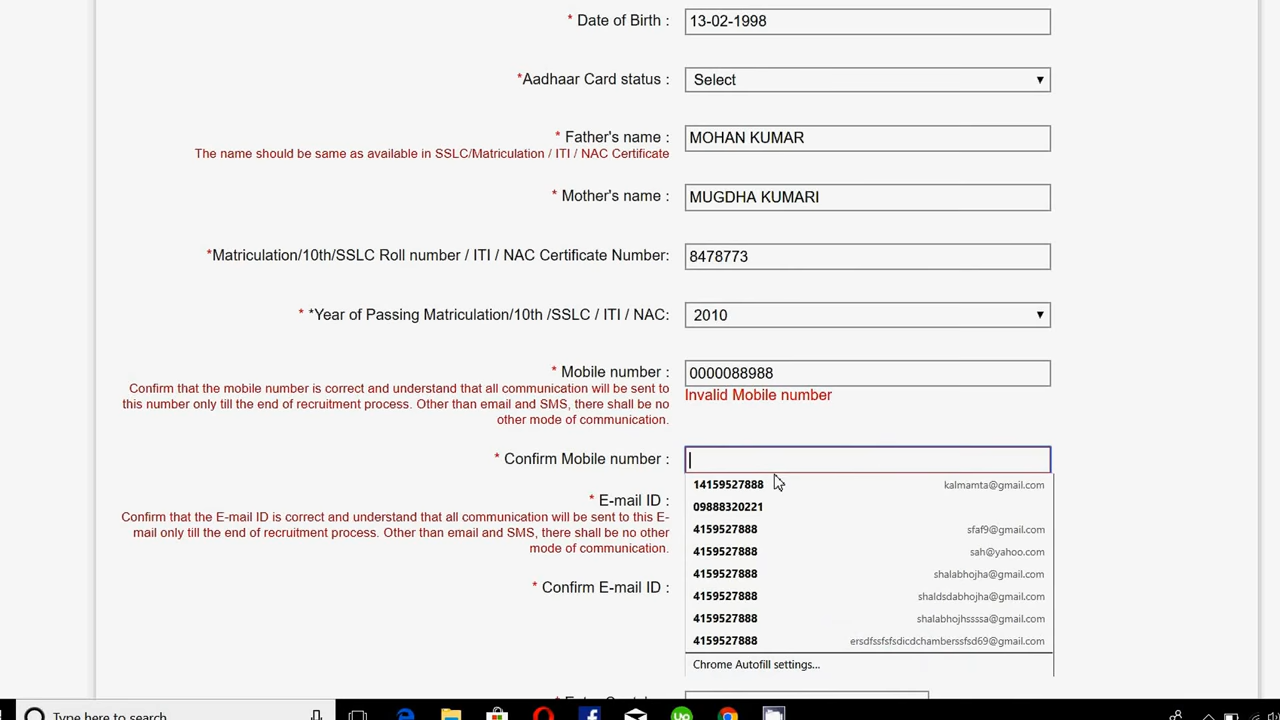 * Date of Birth :
13-02-1998
*Aadhaar Card status :
Select
* Father's name :
MOHAN KUMAR
The name should be same as available in SSLC/Matriculation / ITI / NAC Certificate
* Mother's name :
MUGDHA KUMARI
*Matriculation/10th/SSLC Roll number / ITI / NAC Certificate Number:
8478773
* *Year of Passing Matriculation/10th /SSLC / ITI / NAC:
2010
* Mobile number :
0000088988
Confirm that the mobile number is correct and understand that all communication will be sent to
this number only till the end of recruitment process. Other than email and SMS, there shall be no
other mode of communication.
Invalid Mobile number
* Confirm Mobile number :
14159527888 kalmamta@gmail.com
09888320221
4159527888 sfaf9@gmail.com
4159527888 sah@yahoo.com
4159527888 shalabhojha@gmail.com
4159527888 shaldsdabhojha@gmail.com
4159527888 shalabhojhssssa@gmail.com
4159527888 ersdfssfsfsdicdchamberssfsd69@gmail.com
Chrome Autofill settings...
* E-mail ID :
Confirm that the E-mail ID is correct and understand that all communication will be sent to this E-
mail only till the end of recruitment process. Other than email and SMS, there shall be no other
mode of communication.
* Confirm E-mail ID :
Type here to search